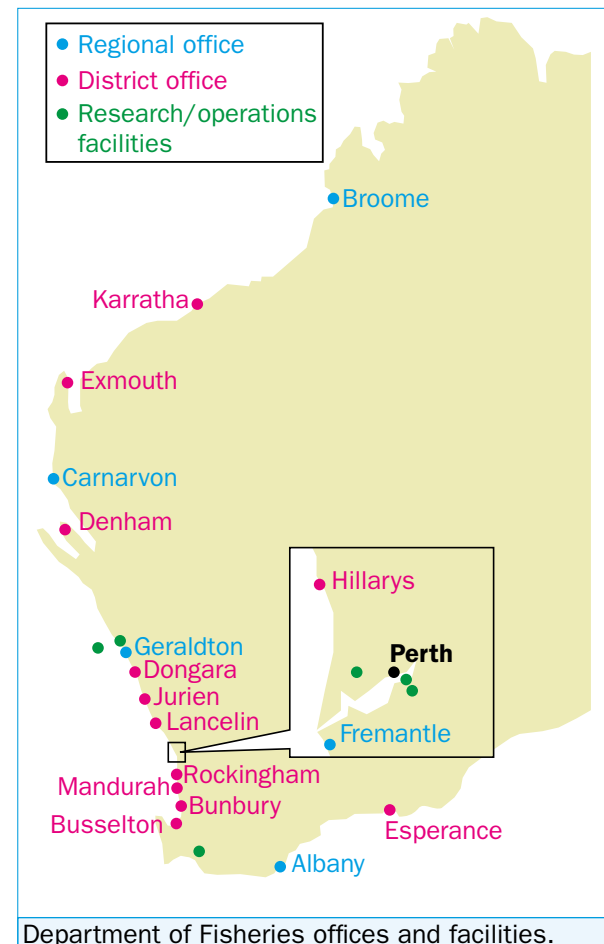 Regional office
District office
Research/operations
facilities
Broome
Karratha
Exmouth
Carnarvon
Denham
Hillarys
Geraldton
Perth
Dongara
Jurien
Lancelin
Fremantle
Rockingham
Mandurah
Bunbury
Busselton
Esperance
Albany
Department of Fisheries offices and facilities.